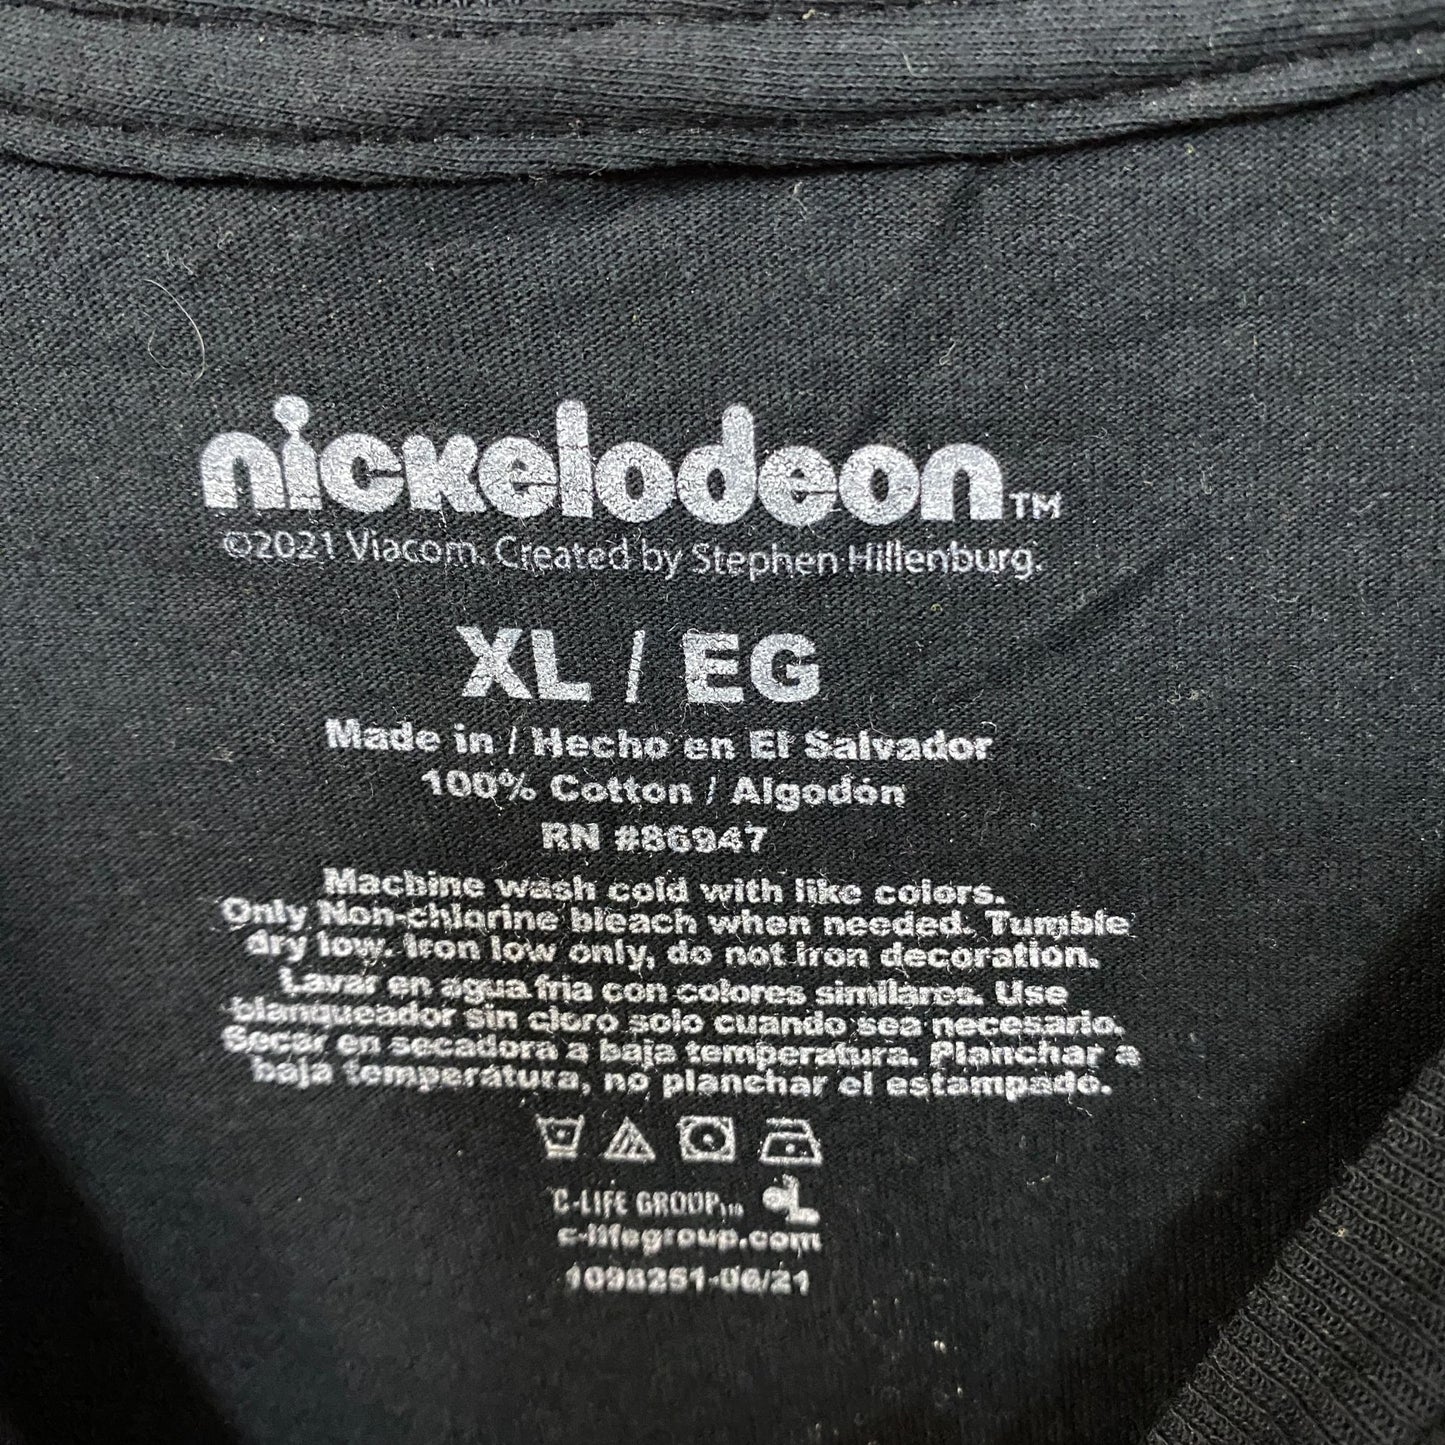 nickelodeon™
©2021 Viacom. Created by Stephen Hillenburg.
XL / EG
Made in / Hecho en El Salvador
100% Cotton / Algodón
RN #86947
Machine wash cold with like colors.
Only Non-chlorine bleach when needed. Tumble
dry low. Iron low only, do not iron decoration.
Lavar en agua fria con colores similares. Use
blanqueador sin cloro solo cuando sea necesario.
Secar en secadora a baja temperatura. Planchar a
baja temperatura, no planchar el estampado.
C-LIFE GROUP
c-lifegroup.com
1098251-06/21